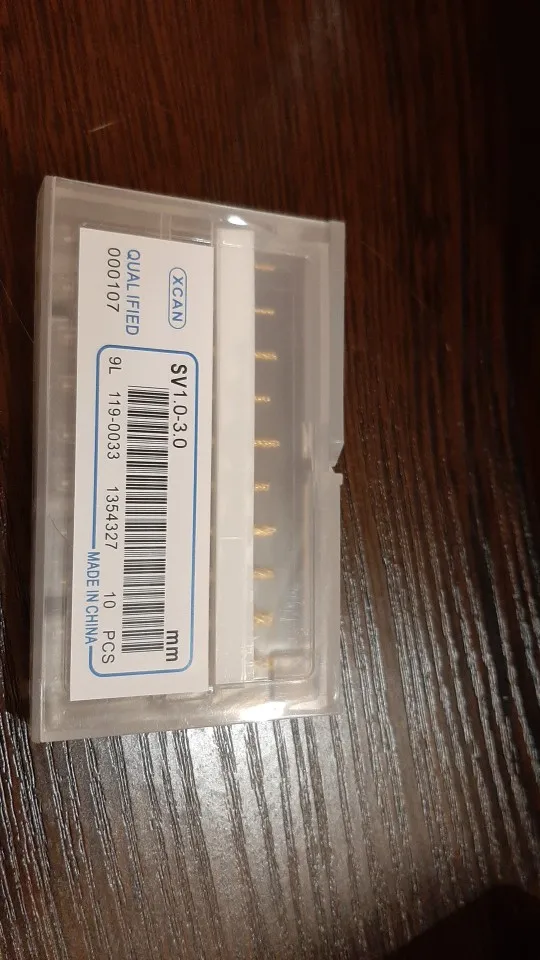 XCAN
QUALIFIED
000107
SV1.0-3.0 mm
9L 119-0033 1354327 10 PCS
MADE IN CHINA